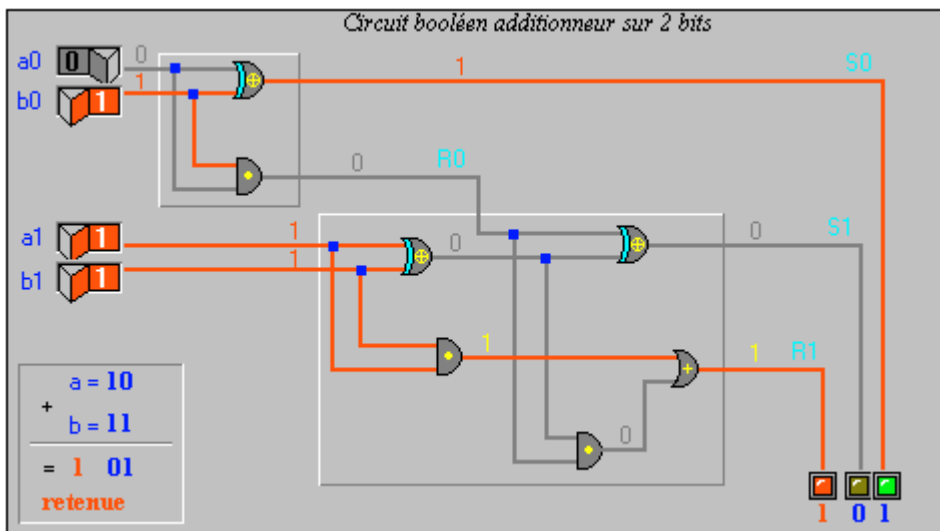 Circuit booléen additionneur sur 2 bits
a0 0 0 1 S0
b0 1 1
0 R0
a1 1 1 0 0 S1
b1 1 1
1 1 R1
a = 10
+
b = 11 0
= 1 01
retenue
1 0 1